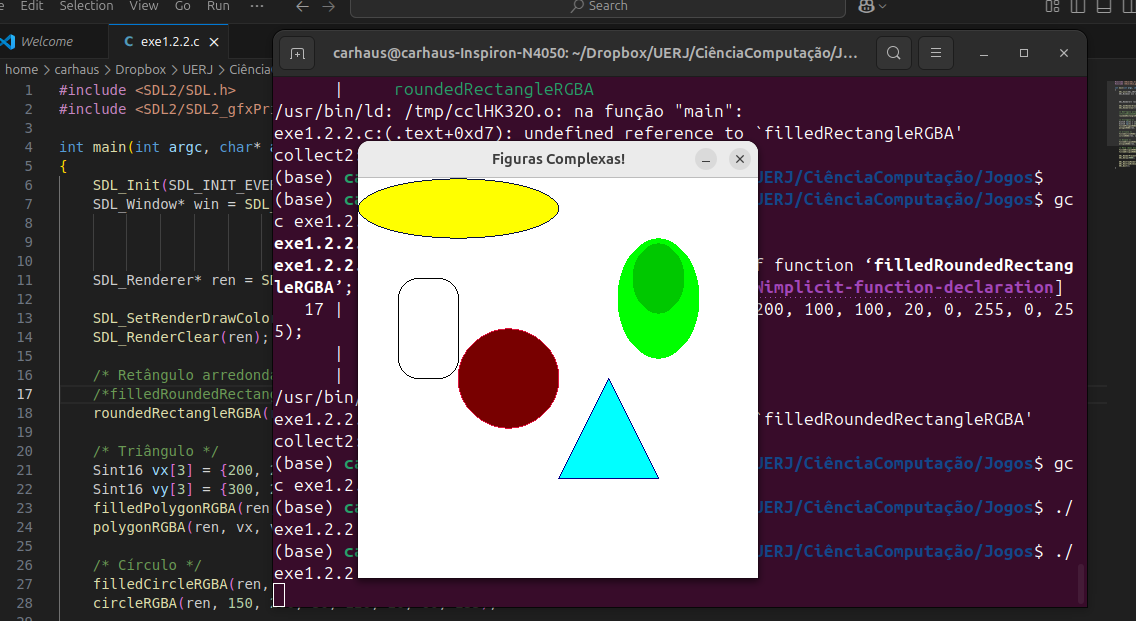 Edit Selection View Go Run ··· Search
Welcome C exe1.2.2.c
home > carhaus > Dropbox > UERJ > Ciência
1 #include <SDL2/SDL.h>
2 #include <SDL2/SDL2_gfxPri
3
4 int main(int argc, char*
5 {
6 SDL_Init(SDL_INIT_EVE
7 SDL_Window* win = SDL_
8
9
10
11 SDL_Renderer* ren = S
12
13 SDL_SetRenderDrawColo
14 SDL_RenderClear(ren);
15
16 /* Retângulo arredonda
17 /*filledRoundedRectan
18 roundedRectangleRGBA(
19
20 /* Triângulo */
21 Sint16 vx[3] = {200,
22 Sint16 vy[3] = {300,
23 filledPolygonRGBA(ren
24 polygonRGBA(ren, vx,
25
26 /* Círculo */
27 filledCircleRGBA(ren,
28 circleRGBA(ren, 150,
carhaus@carhaus-Inspiron-N4050: ~/Dropbox/UERJ/CiênciaComputação/J...
| roundedRectangleRGBA
/usr/bin/ld: /tmp/cclHK32O.o: na função "main":
exe1.2.2.c:(.text+0xd7): undefined reference to `filledRectangleRGBA'
collect2:
(base) ca UERJ/CiênciaComputação/Jogos$
(base) ca UERJ/CiênciaComputação/Jogos$ gc
c exe1.2.
exe1.2.2.
exe1.2.2. f function ‘filledRoundedRectang
leRGBA’; Wimplicit-function-declaration]
17 | 200, 100, 100, 20, 0, 255, 0, 25
5);
|
|
/usr/bin/
exe1.2.2. `filledRoundedRectangleRGBA'
collect2:
(base) ca UERJ/CiênciaComputação/Jogos$ gc
c exe1.2.
(base) ca UERJ/CiênciaComputação/Jogos$ ./
exe1.2.2
(base) ca UERJ/CiênciaComputação/Jogos$ ./
exe1.2.2
Figuras Complexas!